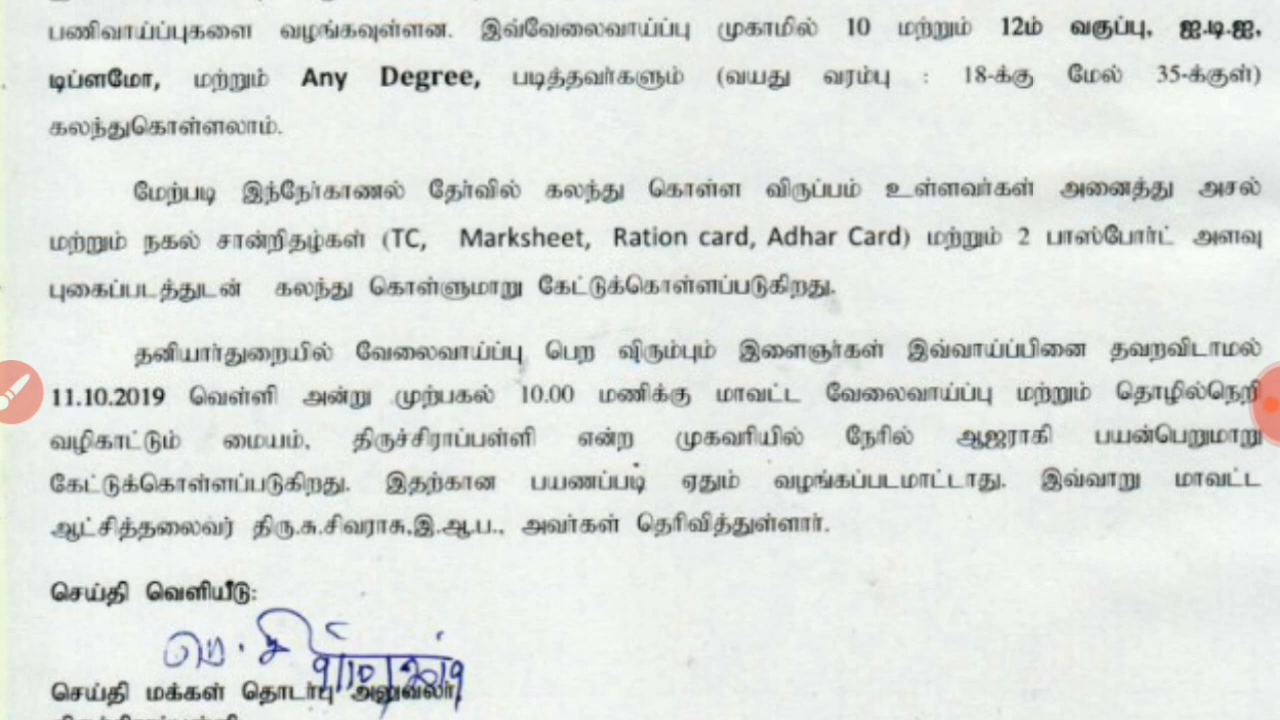 பணிவாய்ப்புகளை வழங்கவுள்ளன. இவ்வேலைவாய்ப்பு முகாமில் 10 மற்றும் 12ம் வகுப்பு, ஐ.டி.ஐ,
டிப்ளமோ, மற்றும் Any Degree, படித்தவர்களும் (வயது வரம்பு : 18-க்கு மேல் 35-க்குள்)
கலந்துகொள்ளலாம்.
மேற்படி இந்நேர்காணல் தேர்வில் கலந்து கொள்ள விருப்பம் உள்ளவர்கள் அனைத்து அசல்
மற்றும் நகல் சான்றிதழ்கள் (TC, Marksheet, Ration card, Adhar Card) மற்றும் 2 பாஸ்போர்ட் அளவு
புகைப்படத்துடன் கலந்து கொள்ளுமாறு கேட்டுக்கொள்ளப்படுகிறது.
தனியார்துறையில் வேலைவாய்ப்பு பெற விரும்பும் இளைஞர்கள் இவ்வாய்ப்பினை தவறவிடாமல்
11.10.2019 வெள்ளி அன்று முற்பகல் 10.00 மணிக்கு மாவட்ட வேலைவாய்ப்பு மற்றும் தொழில்நெறி
வழிகாட்டும் மையம், திருச்சிராப்பள்ளி என்ற முகவரியில் நேரில் ஆஜராகி பயன்பெறுமாறு
கேட்டுக்கொள்ளப்படுகிறது. இதற்கான பயணப்படி ஏதும் வழங்கப்படமாட்டாது. இவ்வாறு மாவட்ட
ஆட்சித்தலைவர் திரு.சு.சிவராசு,இ.ஆ.ப., அவர்கள் தெரிவித்துள்ளார்.
செய்தி வெளியீடு:
9/10/2019
செய்தி மக்கள் தொடர்பு அலுவலர்,